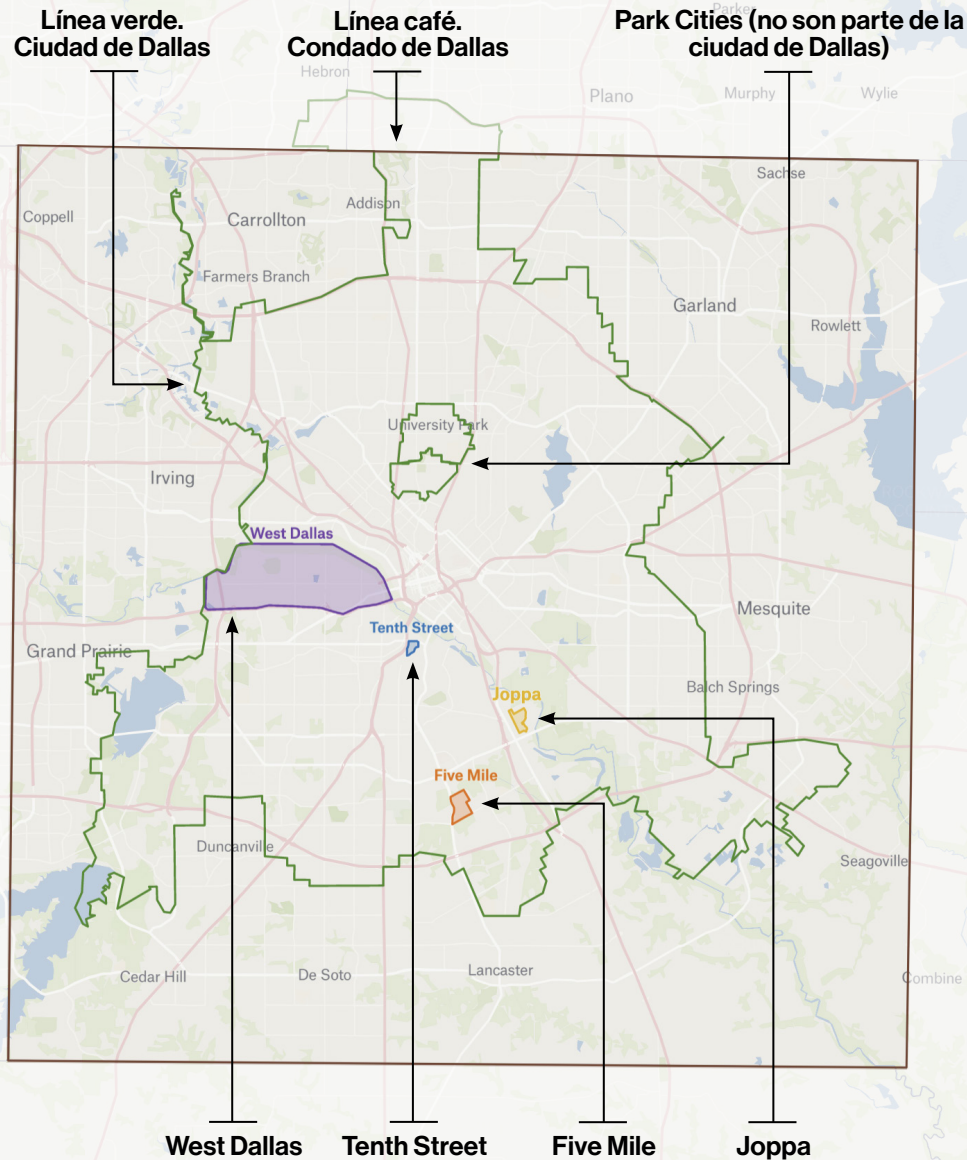 Línea verde.
Ciudad de Dallas
Línea café.
Condado de Dallas
Park Cities (no son parte de la
ciudad de Dallas)
Parker
Hebron
Plano
Murphy
Wylie
Sachse
Coppell
Carrollton
Addison
Farmers Branch
Garland
Rowlett
University Park
Irving
West Dallas
Mesquite
Tenth Street
Grand Prairie
Balch Springs
Joppa
Five Mile
Duncanville
Seagoville
Cedar Hill
De Soto
Lancaster
Combine
West Dallas
Tenth Street
Five Mile
Joppa